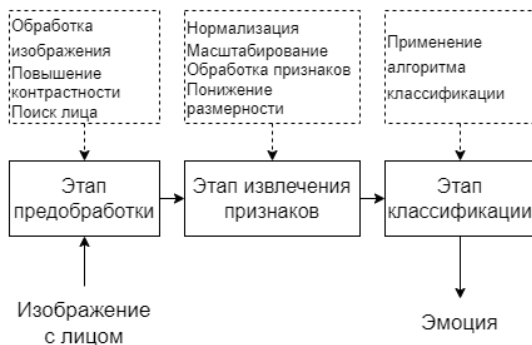 Обработка
изображения
Повышение
контрастности
Поиск лица
Нормализация
Масштабирование
Обработка признаков
Понижение
размерности
Применение
алгоритма
классификации
Этап
предобработки
Этап извлечения
признаков
Этап
классификации
Изображение
с лицом
Эмоция